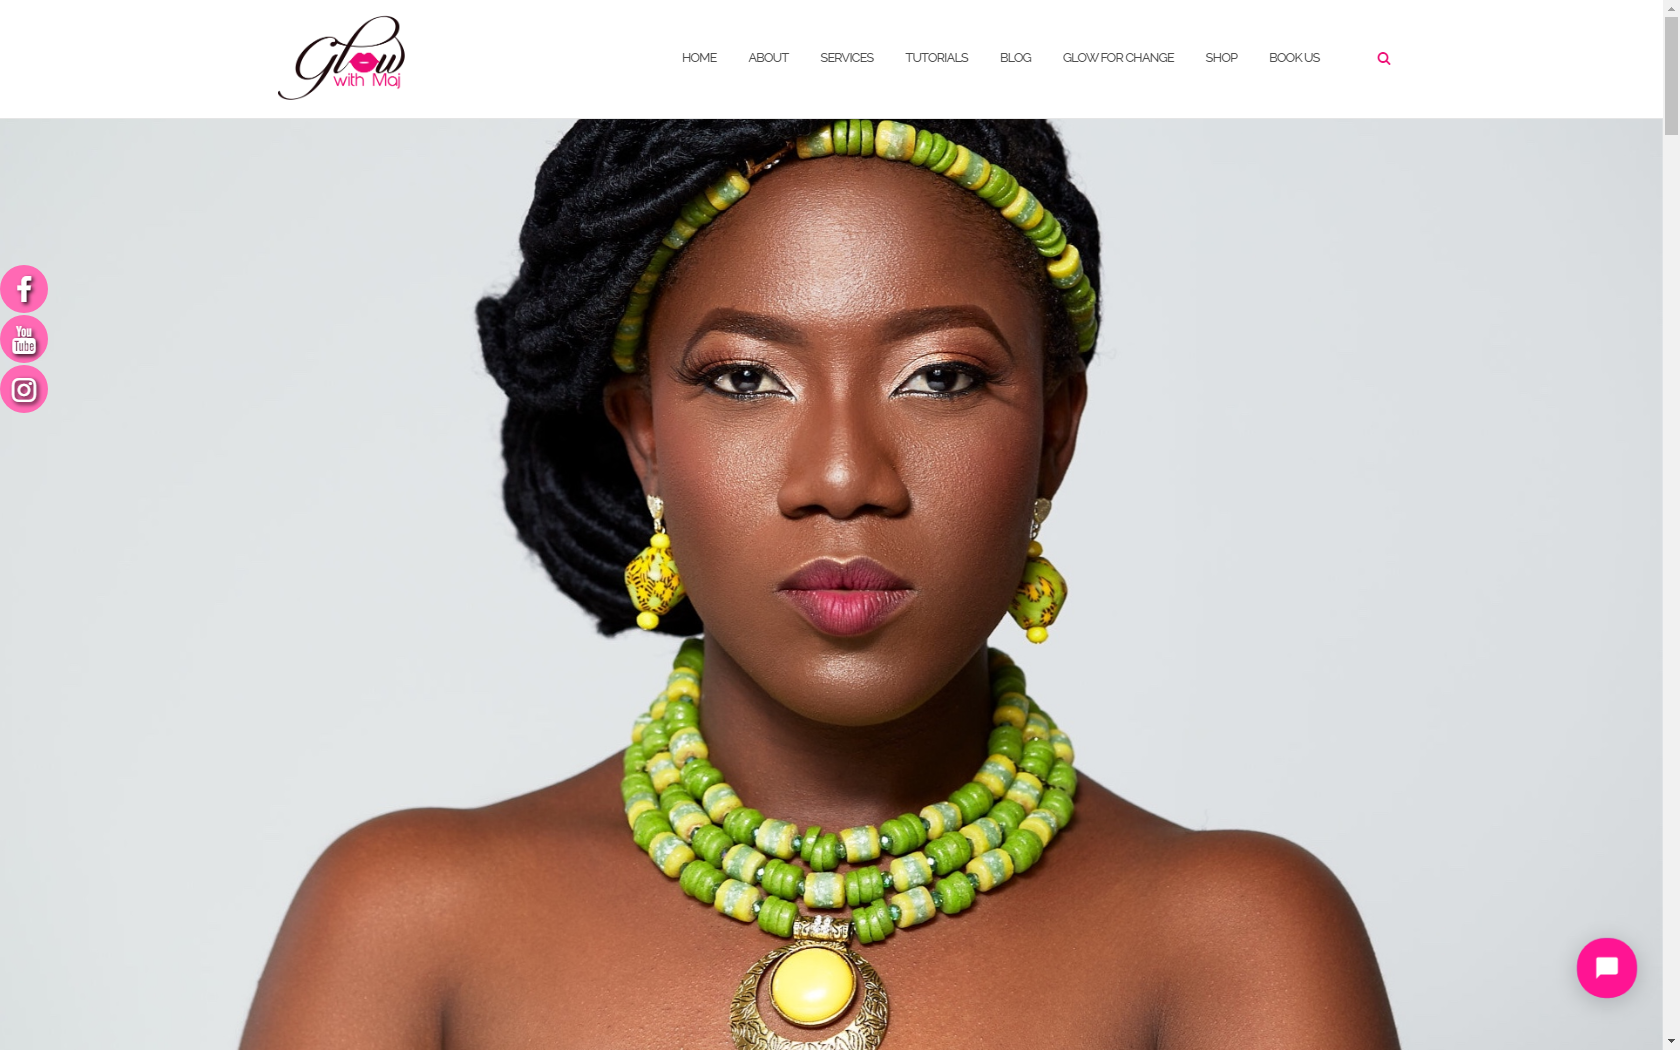 Glow
with Maj
HOME ABOUT SERVICES TUTORIALS BLOG GLOW FOR CHANGE SHOP BOOK US
You
Tube